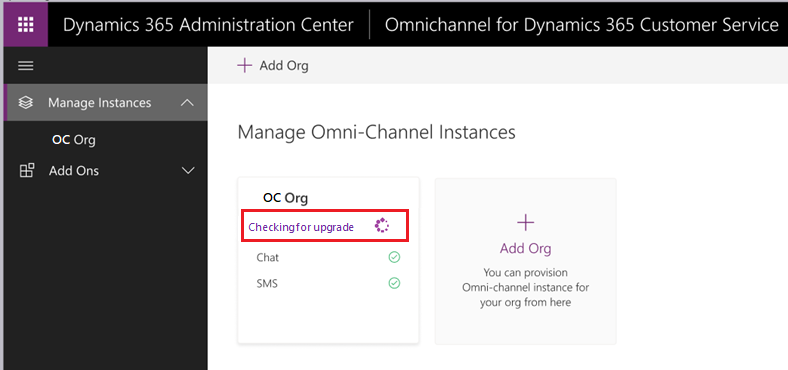 Dynamics 365 Administration Center
Omnichannel for Dynamics 365 Customer Service
Add Org
Manage Instances
OC Org
Add Ons
Manage Omni-Channel Instances
OC Org
Checking for upgrade
Chat
SMS
Add Org
You can provision
Omni-channel instance for
your org from here